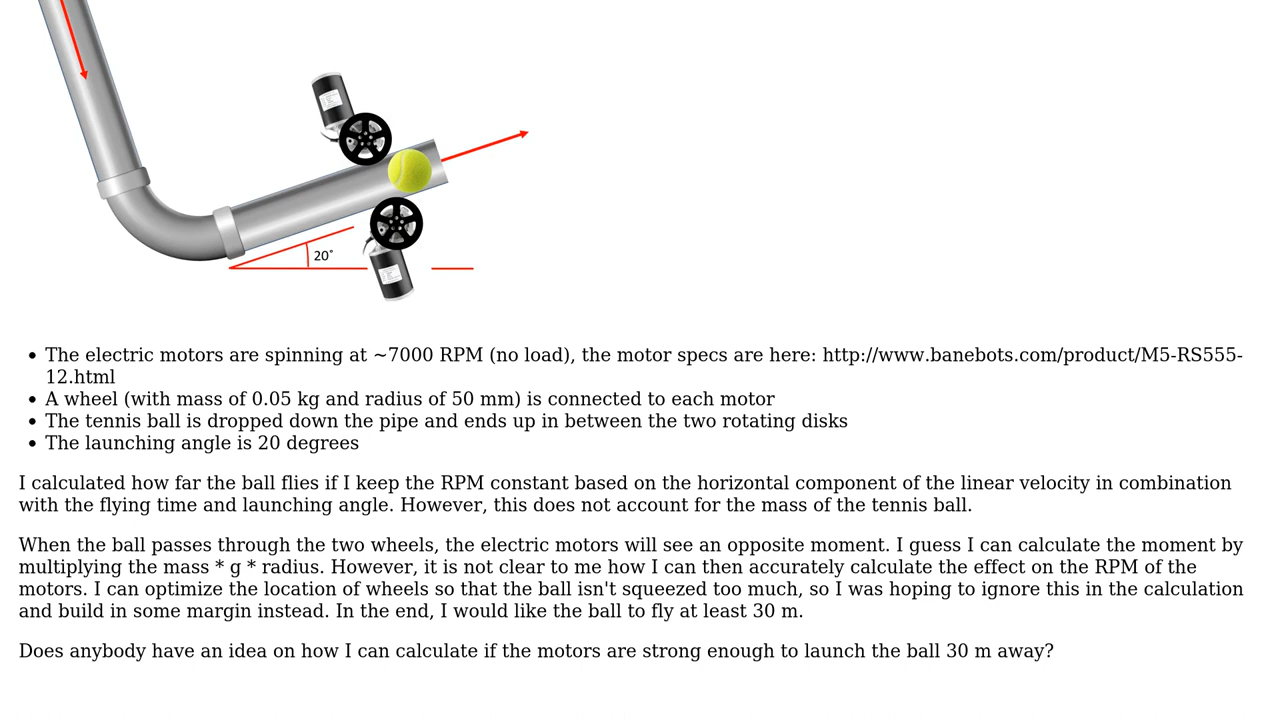 20°
• The electric motors are spinning at ~7000 RPM (no load), the motor specs are here: http://www.banebots.com/product/M5-RS555-
12.html
• A wheel (with mass of 0.05 kg and radius of 50 mm) is connected to each motor
• The tennis ball is dropped down the pipe and ends up in between the two rotating disks
• The launching angle is 20 degrees
I calculated how far the ball flies if I keep the RPM constant based on the horizontal component of the linear velocity in combination
with the flying time and launching angle. However, this does not account for the mass of the tennis ball.
When the ball passes through the two wheels, the electric motors will see an opposite moment. I guess I can calculate the moment by
multiplying the mass * g * radius. However, it is not clear to me how I can then accurately calculate the effect on the RPM of the
motors. I can optimize the location of wheels so that the ball isn't squeezed too much, so I was hoping to ignore this in the calculation
and build in some margin instead. In the end, I would like the ball to fly at least 30 m.
Does anybody have an idea on how I can calculate if the motors are strong enough to launch the ball 30 m away?